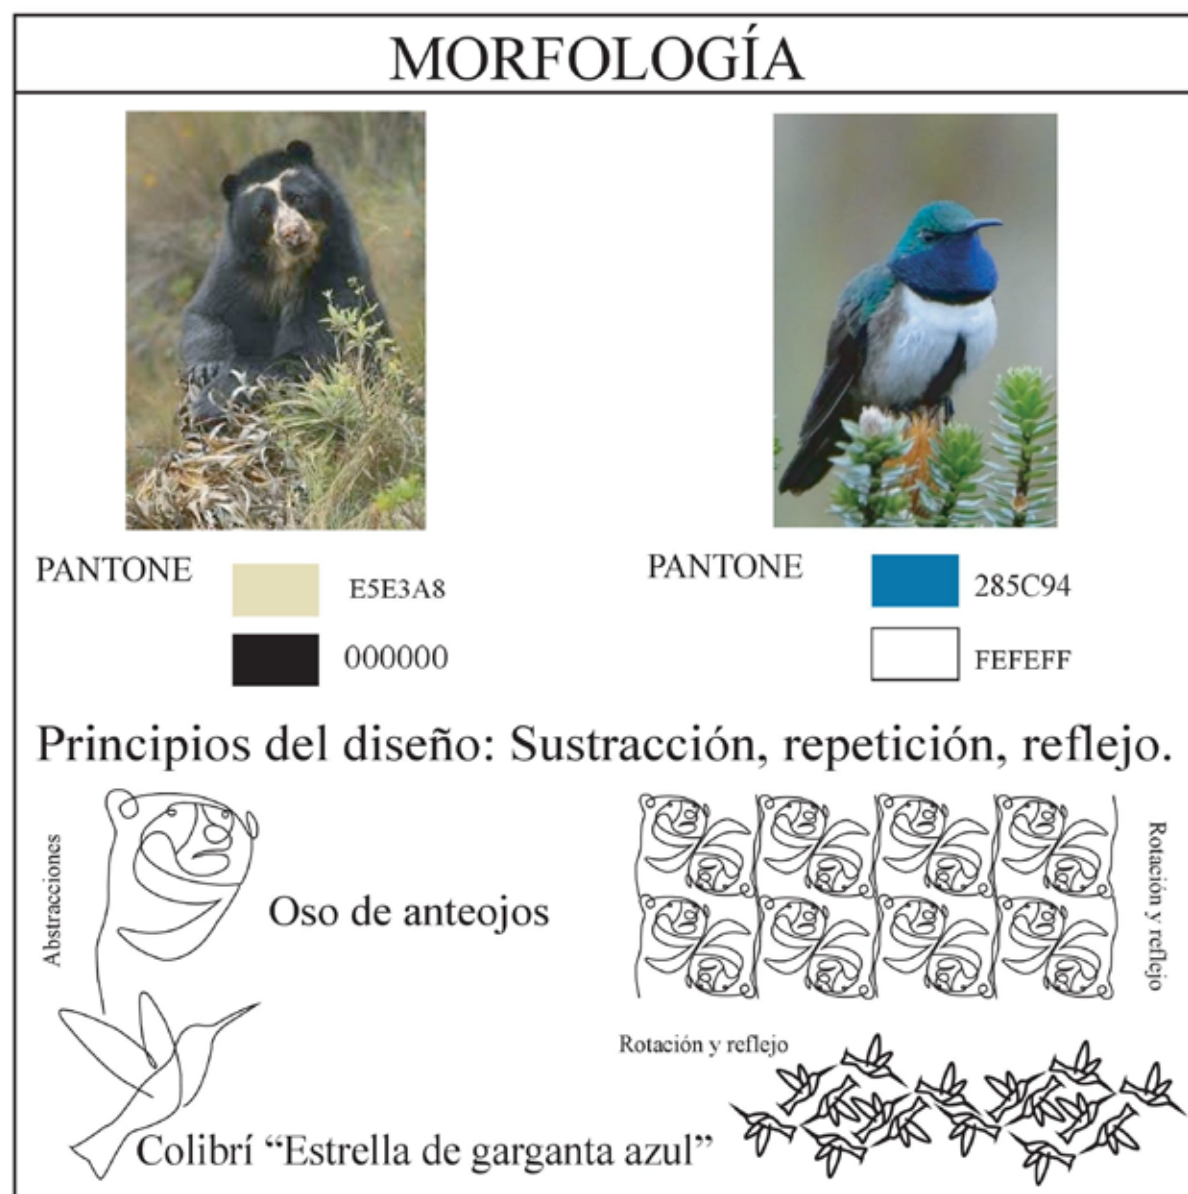 MORFOLOGÍA
PANTONE
E5E3A8
000000
PANTONE
285C94
FEFEFF
Principios del diseño: Sustracción, repetición, reflejo.
Abstracciones
Oso de anteojos
Rotación y reflejo
Rotación y reflejo
Colibrí “Estrella de garganta azul”